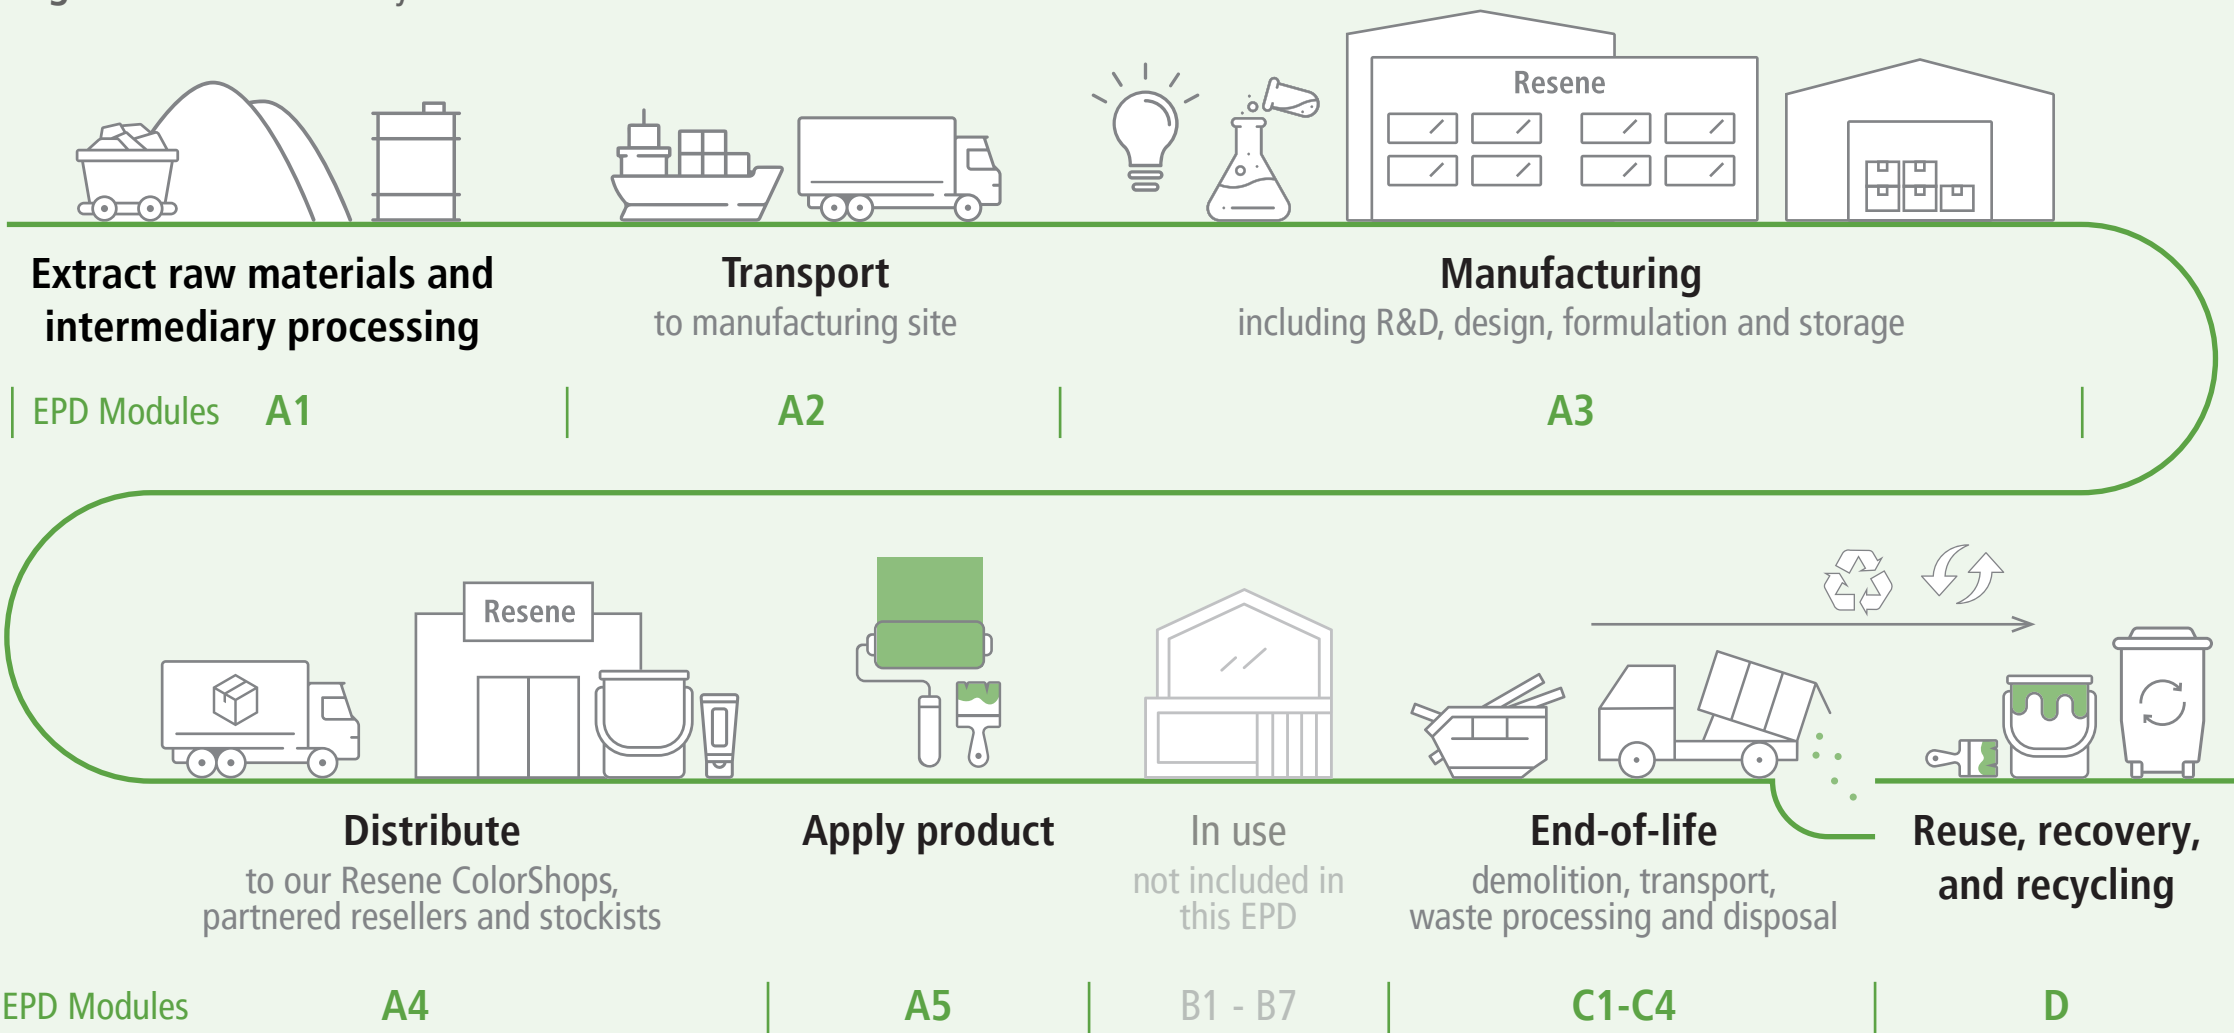 Resene
Extract raw materials and
intermediary processing
Transport
to manufacturing site
Manufacturing
including R&D, design, formulation and storage
EPD Modules A1
A2
A3
Resene
Distribute
to our Resene ColorShops,
partnered resellers and stockists
Apply product
In use
not included in
this EPD
End-of-life
demolition, transport,
waste processing and disposal
Reuse, recovery,
and recycling
EPD Modules A4
A5
B1 - B7
C1-C4
D